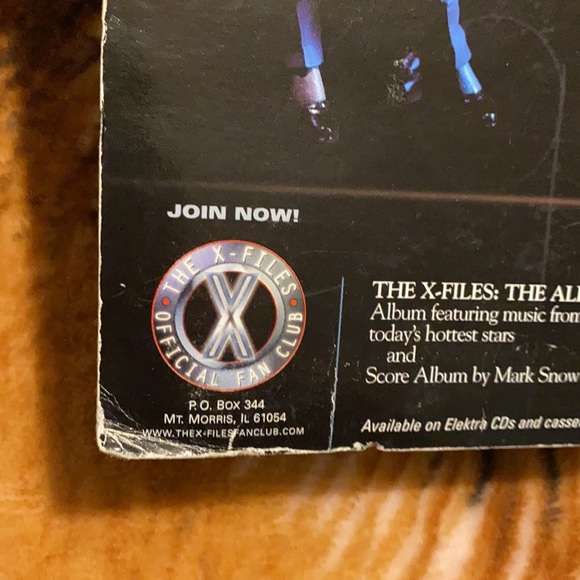 JOIN NOW!
THE X-FILES
X
OFFICIAL FAN CLUB
P.O. BOX 344
MT. MORRIS, IL 61054
WWW.THEX-FILESFANCLUB.COM
THE X-FILES: THE
Album featuring music from
today's hottest stars
and
Score Album by Mark Snow
Available on Elektra CDs and